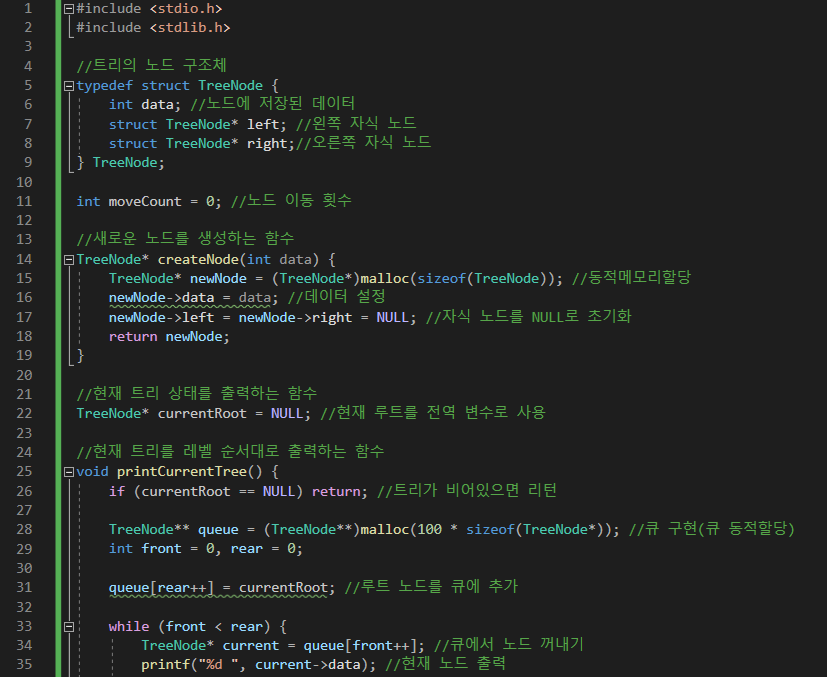 1 #include <stdio.h>
2 #include <stdlib.h>
3
4 //트리의 노드 구조체
5 typedef struct TreeNode {
6     int data; //노드에 저장된 데이터
7     struct TreeNode* left; //왼쪽 자식 노드
8     struct TreeNode* right;//오른쪽 자식 노드
9 } TreeNode;
10
11 int moveCount = 0; //노드 이동 횟수
12
13 //새로운 노드를 생성하는 함수
14 TreeNode* createNode(int data) {
15     TreeNode* newNode = (TreeNode*)malloc(sizeof(TreeNode)); //동적메모리할당
16     newNode->data = data; //데이터 설정
17     newNode->left = newNode->right = NULL; //자식 노드를 NULL로 초기화
18     return newNode;
19 }
20
21 //현재 트리 상태를 출력하는 함수
22 TreeNode* currentRoot = NULL; //현재 루트를 전역 변수로 사용
23
24 //현재 트리를 레벨 순서대로 출력하는 함수
25 void printCurrentTree() {
26     if (currentRoot == NULL) return; //트리가 비어있으면 리턴
27
28     TreeNode** queue = (TreeNode**)malloc(100 * sizeof(TreeNode*)); //큐 구현(큐 동적할당)
29     int front = 0, rear = 0;
30
31     queue[rear++] = currentRoot; //루트 노드를 큐에 추가
32
33     while (front < rear) {
34         TreeNode* current = queue[front++]; //큐에서 노드 꺼내기
35         printf("%d ", current->data); //현재 노드 출력